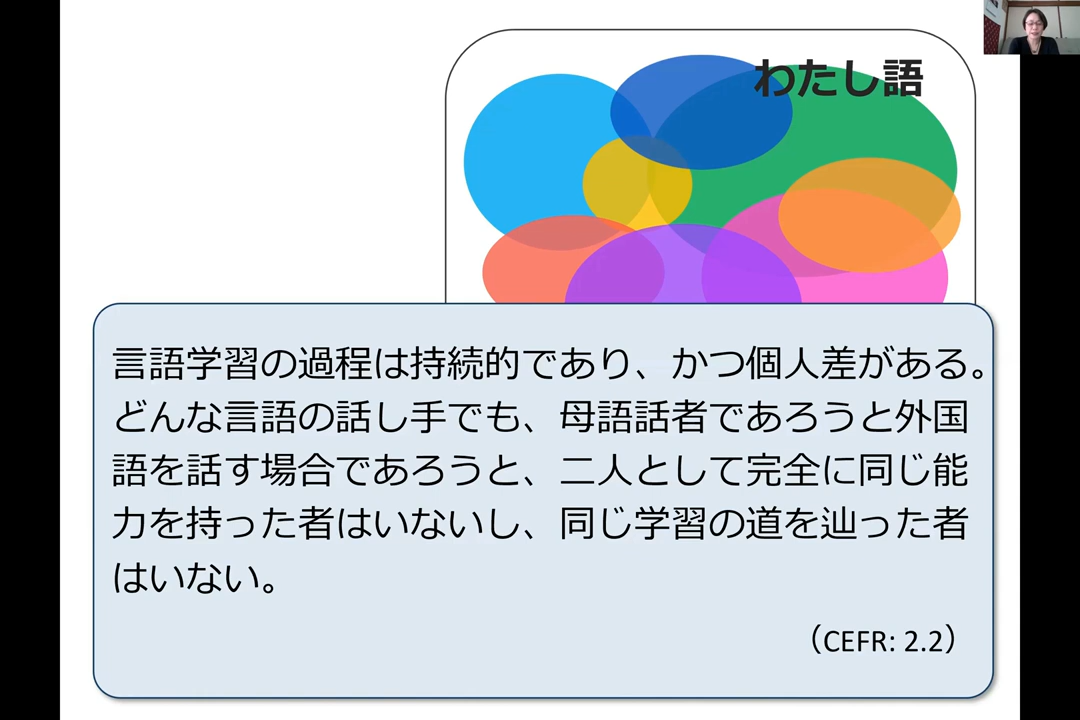 わたし語
言語学習の過程は持続的であり、かつ個人差がある。
どんな言語の話し手でも、母語話者であろうと外国
語を話す場合であろうと、二人として完全に同じ能
力を持った者はいないし、同じ学習の道を辿った者
はいない。
（CEFR: 2.2）